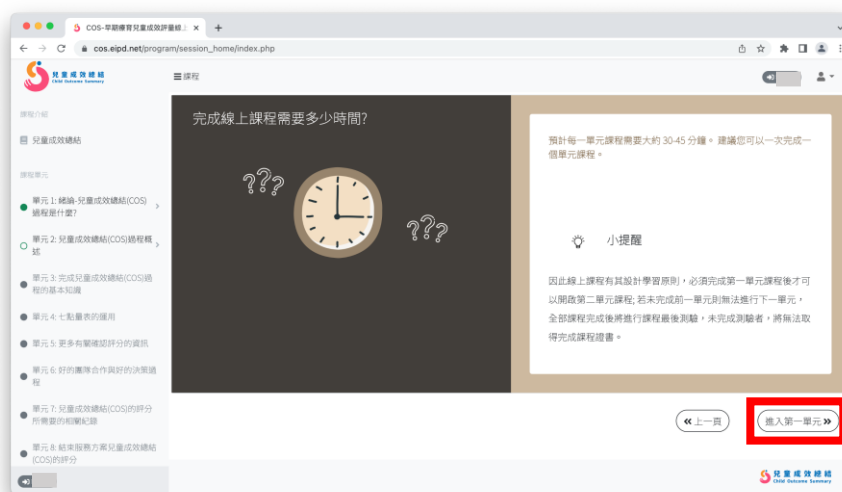 COS-早期療育兒童成效評量線上
cos.eipd.net/program/session_home/index.php
兒童成效總結
Child Outcome Summary
課程
課程介紹
兒童成效總結
課程單元
單元 1: 緒論-兒童成效總結(COS)
過程是什麼?
單元 2: 兒童成效總結(COS)過程概
述
單元 3: 完成兒童成效總結(COS)過
程的基本知識
單元 4: 七點量表的運用
單元 5: 更多有關確認評分的資訊
單元 6: 好的團隊合作與好的決策過
程
單元 7: 兒童成效總結(COS)的評分
所需要的相關紀錄
單元 8: 結束服務方案兒童成效總結
(COS)的評分
完成線上課程需要多少時間?
???
???
預計每一單元課程需要大約 30-45 分鐘。 建議您可以一次完成一
個單元課程。
小提醒
因此線上課程有其設計學習原則，必須完成第一單元課程後才可
以開啟第二單元課程; 若未完成前一單元則無法進行下一單元，
全部課程完成後將進行課程最後測驗，未完成測驗者，將無法取
得完成課程證書。
上一頁
進入第一單元
兒童成效總結
Child Outcome Summary